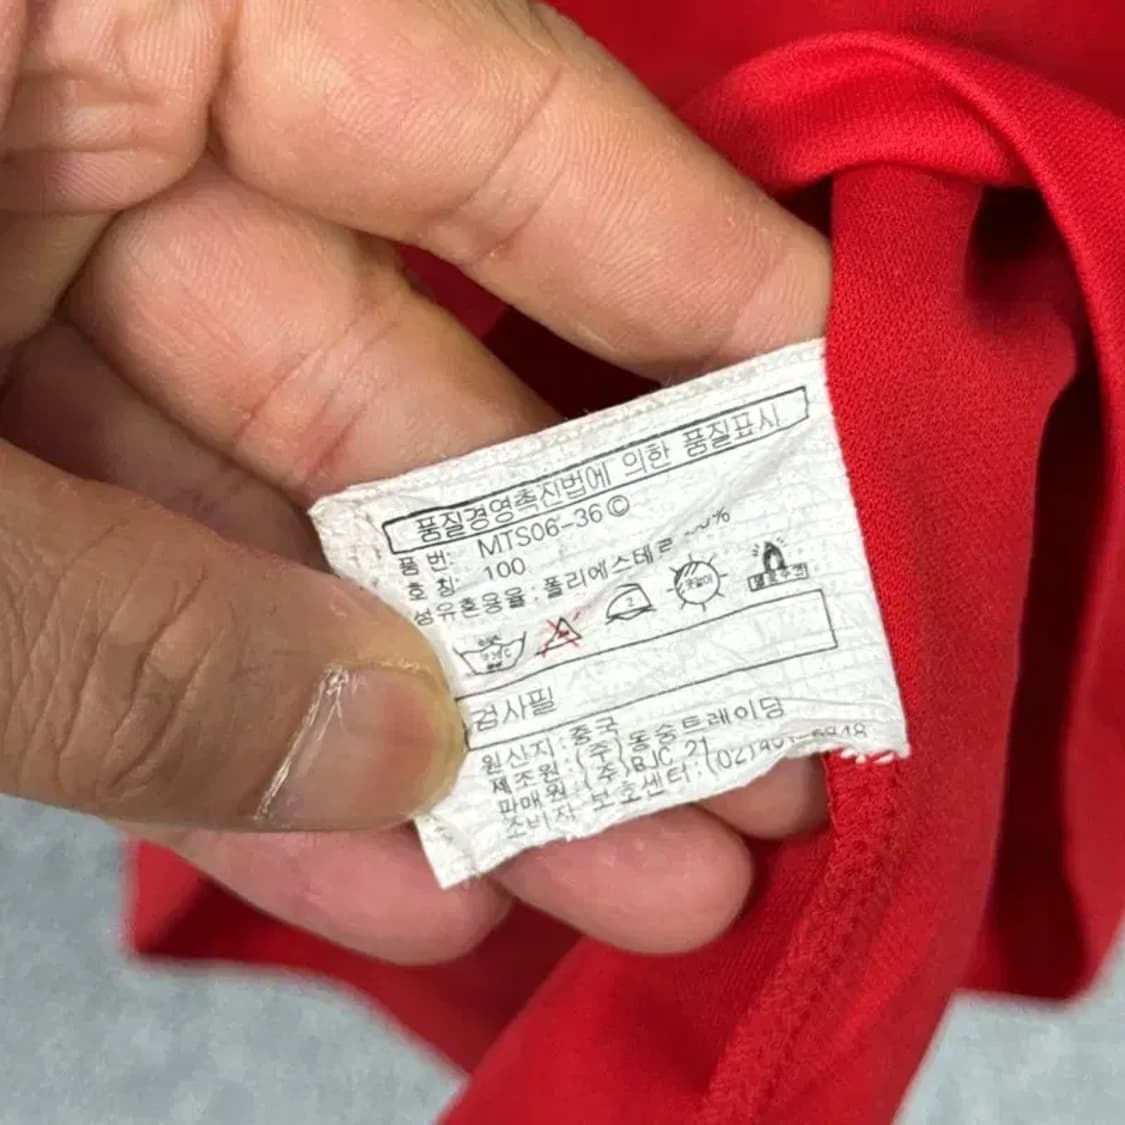 품질경영촉진법에 의한 품질표시
품 번: MTS06-36©
호 칭: 100
섬유혼용율: 폴리에스테르 %
검사필
원산지: 중국
제조원: (주)동숭트레이딩
판매원: (주)BJC 21
소비자 보호센터: (02)